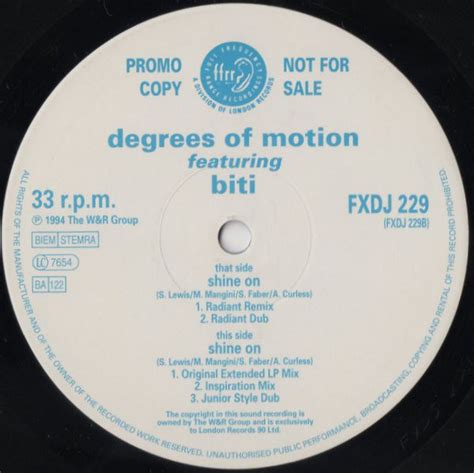 FULL FREQUENCY
ffrr
RANGE RECORDINGS
A DIVISION OF LONDON RECORDS
PROMO COPY
NOT FOR SALE
degrees of motion
featuring
biti
33 r.p.m.
℗ 1994 The W&R Group
BIEM STEMRA
LC 7654
BA 122
FXDJ 229
(FXDJ 229B)
that side
shine on
(S. Lewis/M. Mangini/S. Faber/A. Curless)
1. Radiant Remix
2. Radiant Dub
this side
shine on
(S. Lewis/M. Mangini/S. Faber/A. Curless)
1. Original Extended LP Mix
2. Inspiration Mix
3. Junior Style Dub
The copyright in this sound recording is
owned by The W&R Group and is exclusively
to London Records 90 Ltd.
ALL RIGHTS OF THE MANUFACTURER AND OF THE OWNER OF THE RECORDED WORK RESERVED. UNAUTHORISED PUBLIC PERFORMANCE, BROADCASTING, COPYING AND RENTAL OF THIS RECORD PROHIBITED.